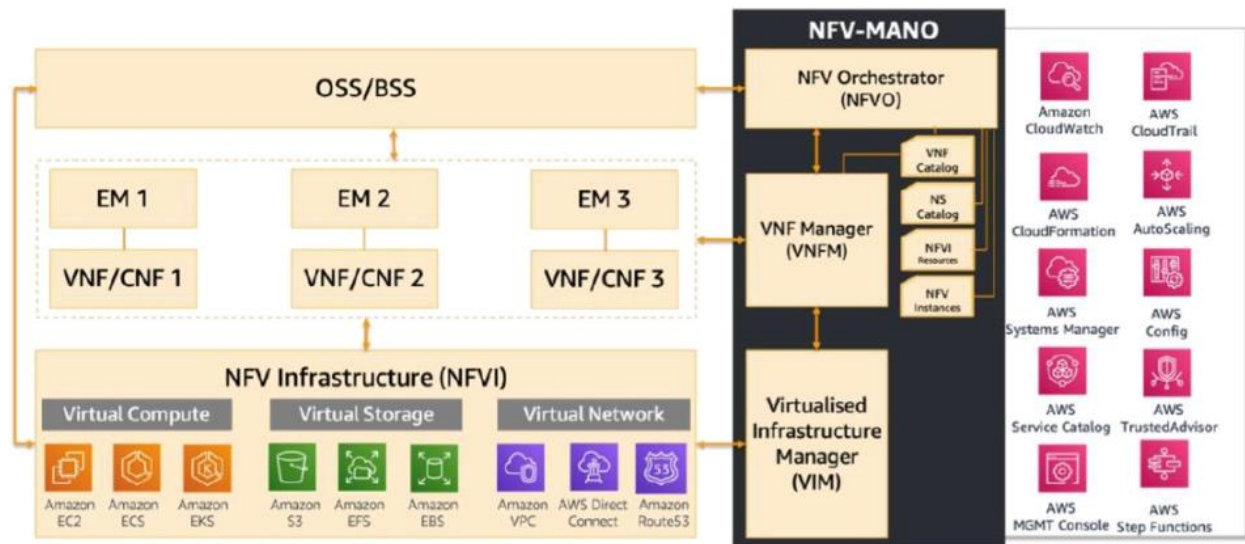 OSS/BSS
EM 1
EM 2
EM 3
VNF/CNF 1
VNF/CNF 2
VNF/CNF 3
NFV Infrastructure (NFVI)
Virtual Compute
Virtual Storage
Virtual Network
Amazon
EC2
Amazon
ECS
Amazon
EKS
Amazon
S3
Amazon
EFS
Amazon
EBS
Amazon
VPC
AWS Direct
Connect
53
Amazon
Route53
NFV-MANO
NFV Orchestrator
(NFVO)
VNF
Catalog
NS
Catalog
NFVI
Resources
NFV
Instances
VNF Manager
(VNFM)
Virtualised
Infrastructure
Manager
(VIM)
Amazon
CloudWatch
AWS
CloudTrail
AWS
CloudFormation
AWS
AutoScaling
AWS
Systems Manager
AWS
Config
AWS
Service Catalog
AWS
TrustedAdvisor
AWS
MGMT Console
AWS
Step Functions